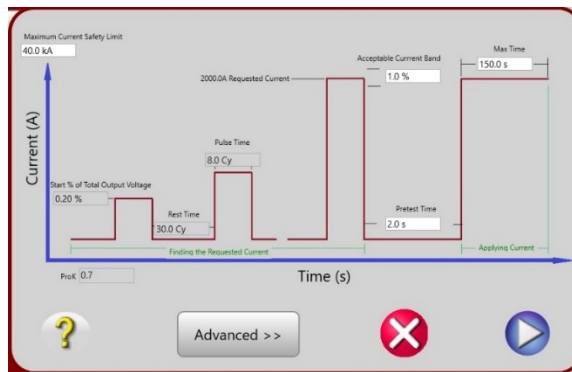 Maximum Current Safety Limit
40.0 kA
Acceptable Current Band
1.0 %
Max Time
150.0 s
2000.0A Requested Current
Pulse Time
8.0 Cy
Start % of Total Output Voltage
0.20 %
Rest Time
30.0 Cy
Pretest Time
2.0 s
Finding the Requested Current
Applying Current
Current (A)
Time (s)
ProK 0.7
?
Advanced >>